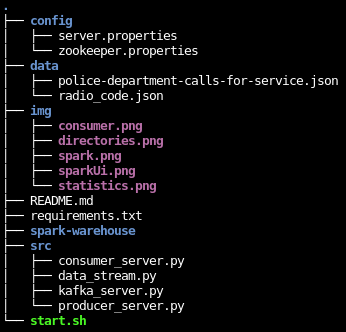 .
├── config
│   ├── server.properties
│   └── zookeeper.properties
├── data
│   ├── police-department-calls-for-service.json
│   └── radio_code.json
├── img
│   ├── consumer.png
│   ├── directories.png
│   ├── spark.png
│   ├── sparkUi.png
│   └── statistics.png
├── README.md
├── requirements.txt
├── spark-warehouse
├── src
│   ├── consumer_server.py
│   ├── data_stream.py
│   ├── kafka_server.py
│   └── producer_server.py
└── start.sh